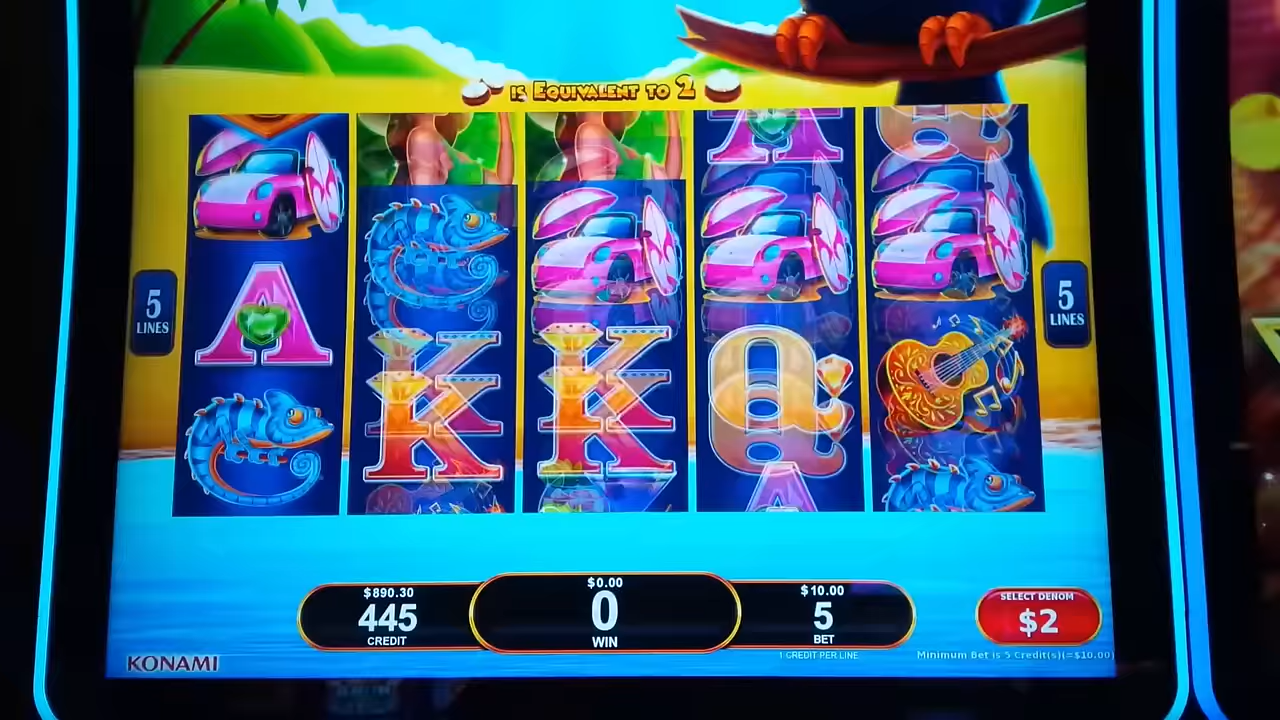 IS EQUIVALENT TO 2
A
Q
A
5
LINES
5
LINES
K
K
Q
A
$890.30
445
CREDIT
$0.00
0
WIN
$10.00
5
BET
SELECT DENOM
$2
1 CREDIT PER LINE
Minimum Bet is 5 Credit(s)(=$10.00)
KONAMI